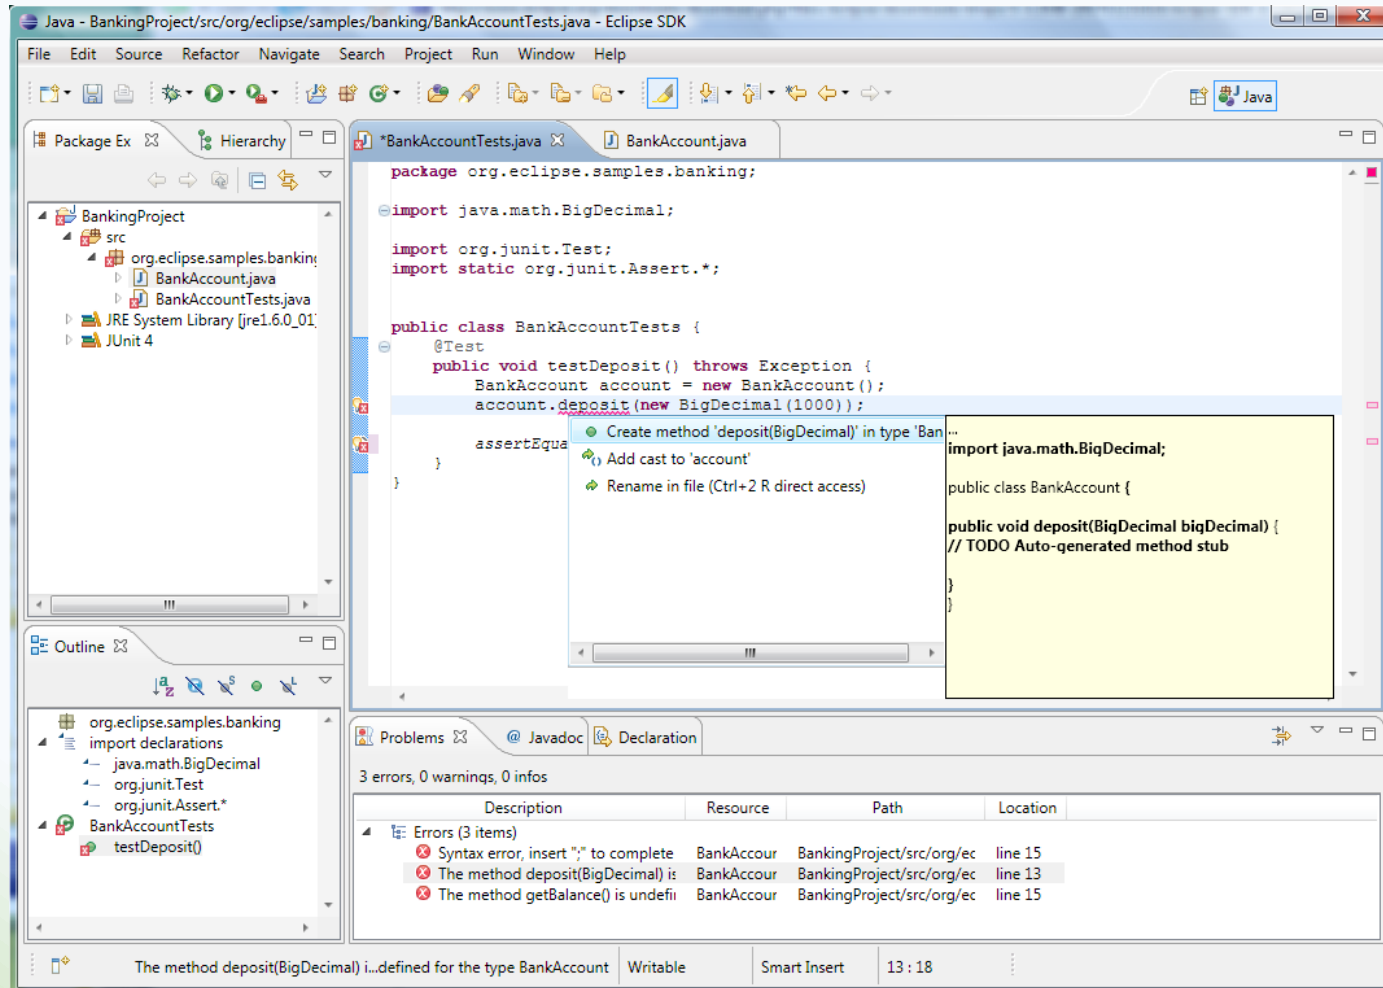 Java - BankingProject/src/org/eclipse/samples/banking/BankAccountTests.java - Eclipse SDK
File Edit Source Refactor Navigate Search Project Run Window Help
Java
Package Ex Hierarchy
BankingProject
src
org.eclipse.samples.banking
BankAccount.java
BankAccountTests.java
JRE System Library [jre1.6.0_01]
JUnit 4
*BankAccountTests.java BankAccount.java
package org.eclipse.samples.banking;
import java.math.BigDecimal;
import org.junit.Test;
import static org.junit.Assert.*;
public class BankAccountTests {
@Test
public void testDeposit() throws Exception {
BankAccount account = new BankAccount();
account.deposit(new BigDecimal(1000));
assertEqua
}
}
Create method 'deposit(BigDecimal)' in type 'Ban
Add cast to 'account'
Rename in file (Ctrl+2 R direct access)
...
import java.math.BigDecimal;
public class BankAccount {
public void deposit(BigDecimal bigDecimal) {
// TODO Auto-generated method stub
}
}
Outline
org.eclipse.samples.banking
import declarations
java.math.BigDecimal
org.junit.Test
org.junit.Assert.*
BankAccountTests
testDeposit()
Problems @ Javadoc Declaration
3 errors, 0 warnings, 0 infos
Description Resource Path Location
Errors (3 items)
Syntax error, insert ";" to complete BankAccour BankingProject/src/org/ec line 15
The method deposit(BigDecimal) is BankAccour BankingProject/src/org/ec line 13
The method getBalance() is undefii BankAccour BankingProject/src/org/ec line 15
The method deposit(BigDecimal) i...defined for the type BankAccount Writable Smart Insert 13 : 18